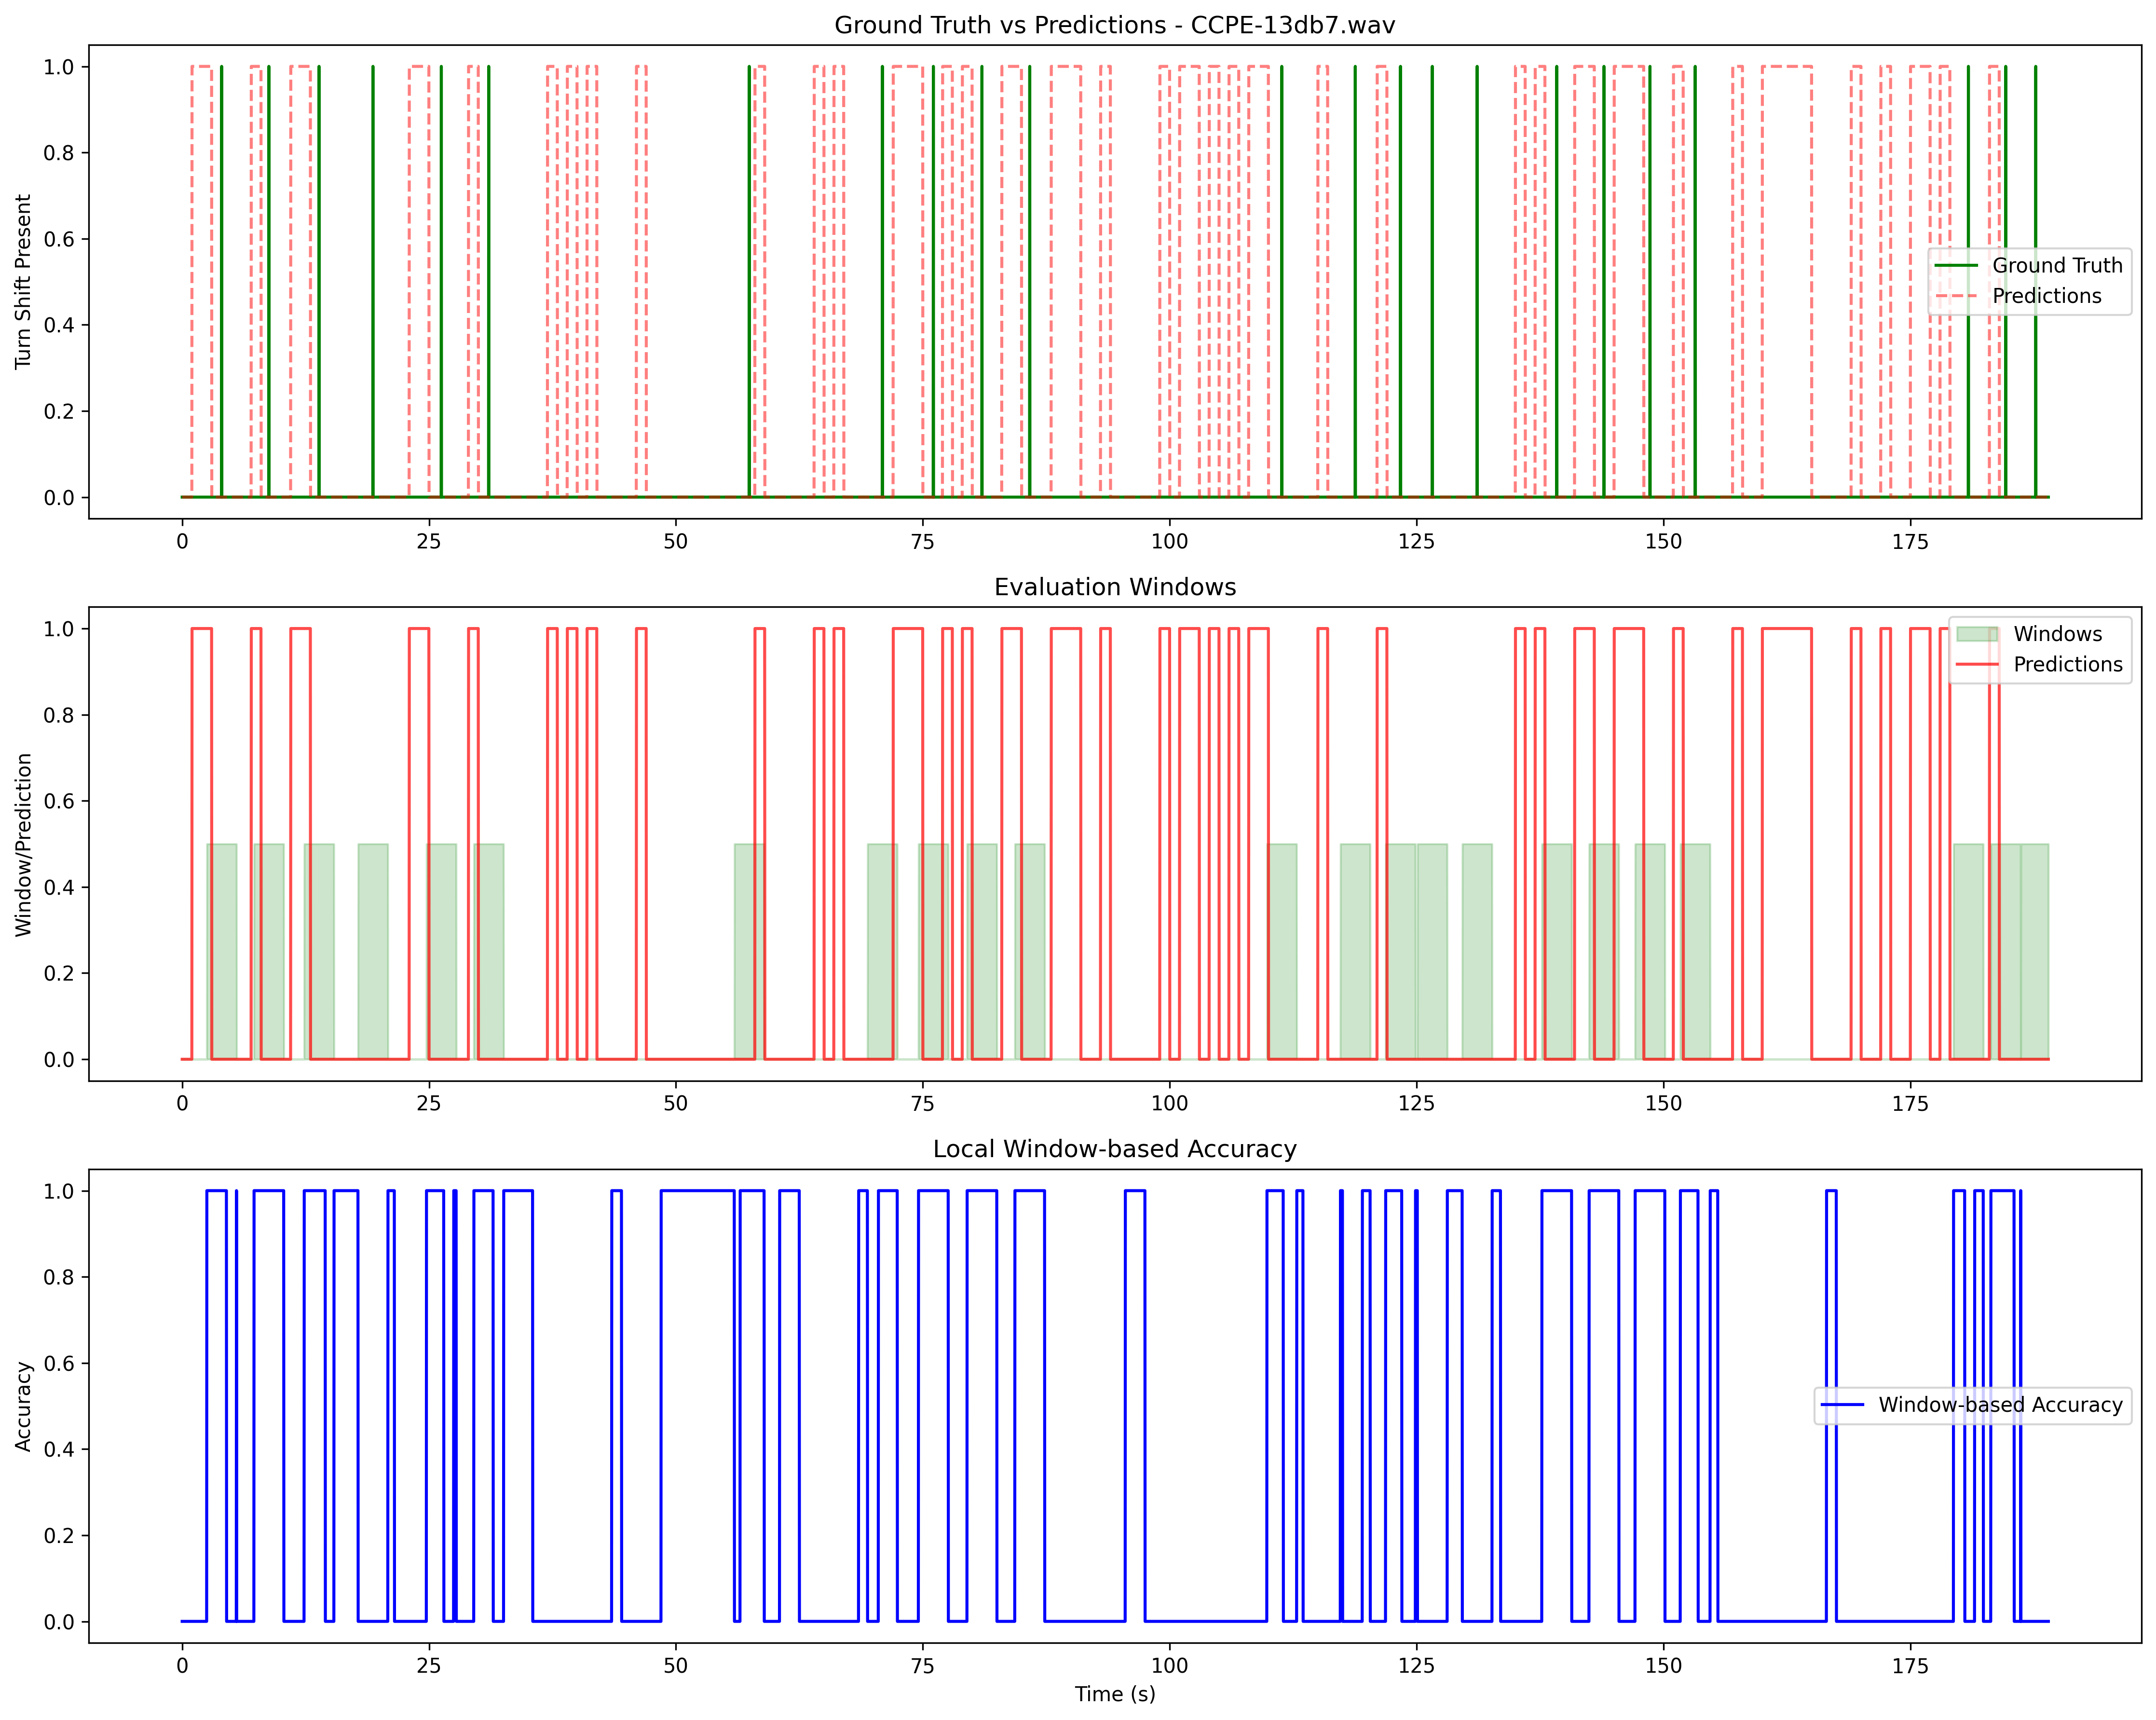 Ground Truth vs Predictions - CCPE-13db7.wav
1.0
0.8
0.6
0.4
0.2
0.0
Turn Shift Present
Ground Truth
Predictions
0 25 50 75 100 125 150 175
Evaluation Windows
1.0
0.8
0.6
0.4
0.2
0.0
Window/Prediction
Windows
Predictions
0 25 50 75 100 125 150 175
Local Window-based Accuracy
1.0
0.8
0.6
0.4
0.2
0.0
Accuracy
Window-based Accuracy
0 25 50 75 100 125 150 175
Time (s)